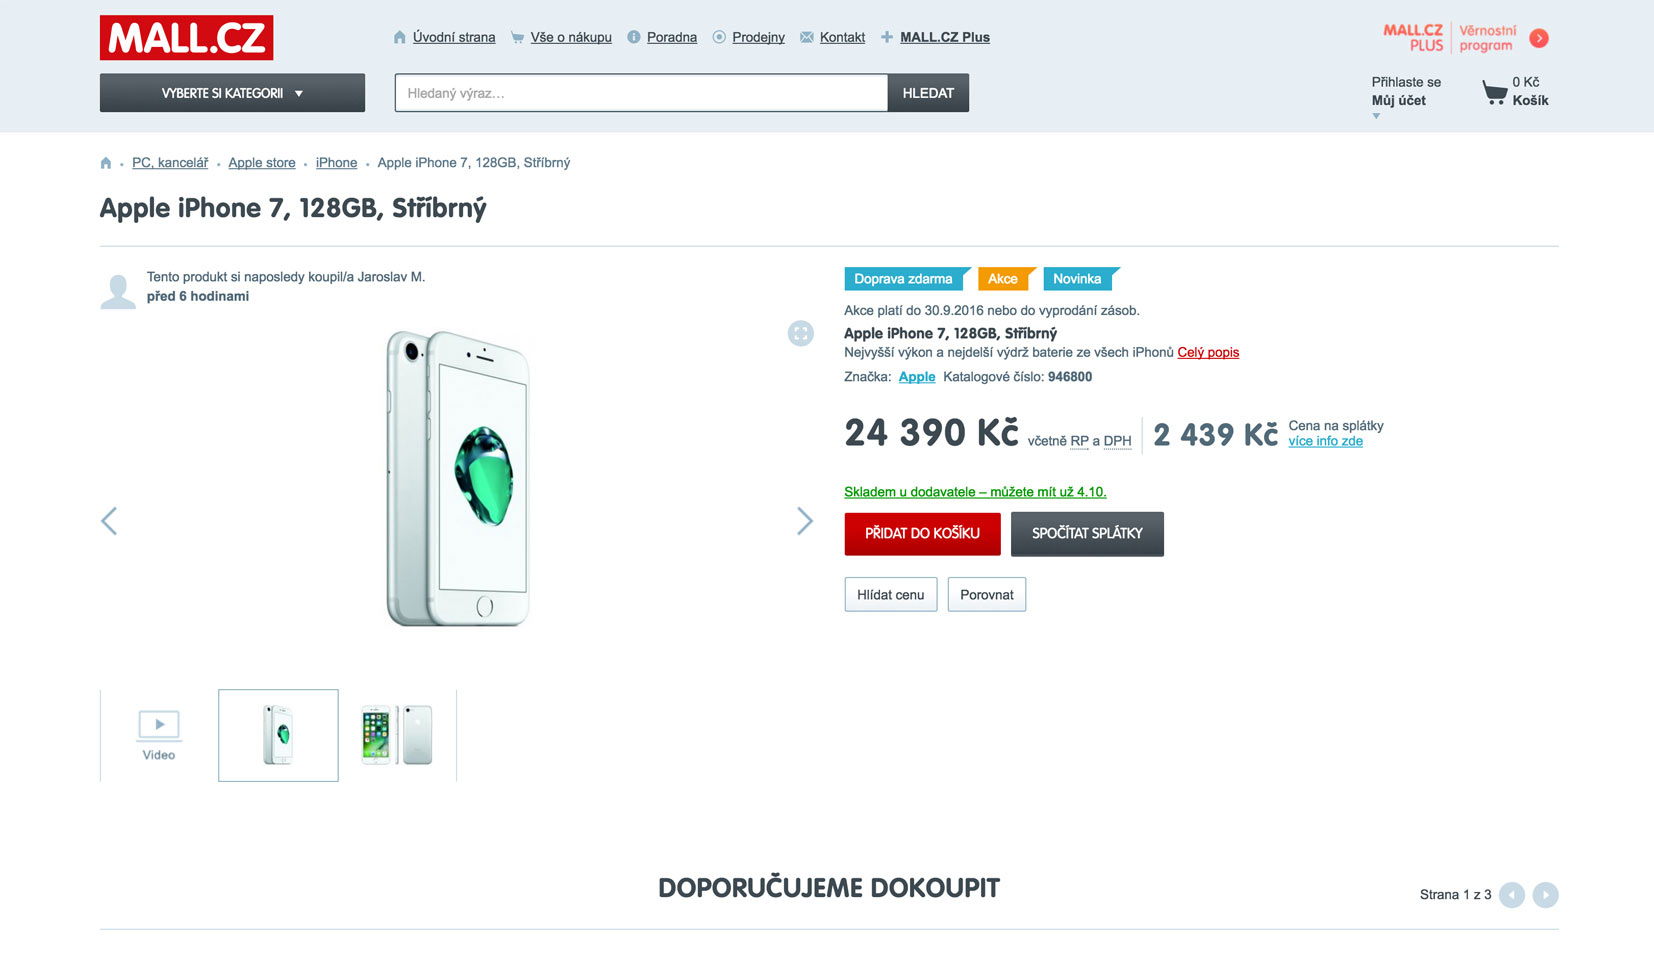 MALL.CZ
Úvodní strana
Vše o nákupu
Poradna
Prodejny
Kontakt
MALL.CZ Plus
MALL.CZ PLUS
Věrnostní program
VYBERTE SI KATEGORII
Hledaný výraz...
HLEDAT
Přihlaste se
Můj účet
0 Kč
Košík
PC, kancelář
Apple store
iPhone
Apple iPhone 7, 128GB, Stříbrný
Apple iPhone 7, 128GB, Stříbrný
Tento produkt si naposledy koupil/a Jaroslav M.
před 6 hodinami
Doprava zdarma
Akce
Novinka
Akce platí do 30.9.2016 nebo do vyprodání zásob.
Apple iPhone 7, 128GB, Stříbrný
Nejvyšší výkon a nejdelší výdrž baterie ze všech iPhonů Celý popis
Značka: Apple Katalogové číslo: 946800
24 390 Kč včetně RP a DPH
2 439 Kč
Cena na splátky
více info zde
Skladem u dodavatele – můžete mít už 4.10.
PŘIDAT DO KOŠÍKU
SPOČÍTAT SPLÁTKY
Hlídat cenu
Porovnat
Video
DOPORUČUJEME DOKOUPIT
Strana 1 z 3